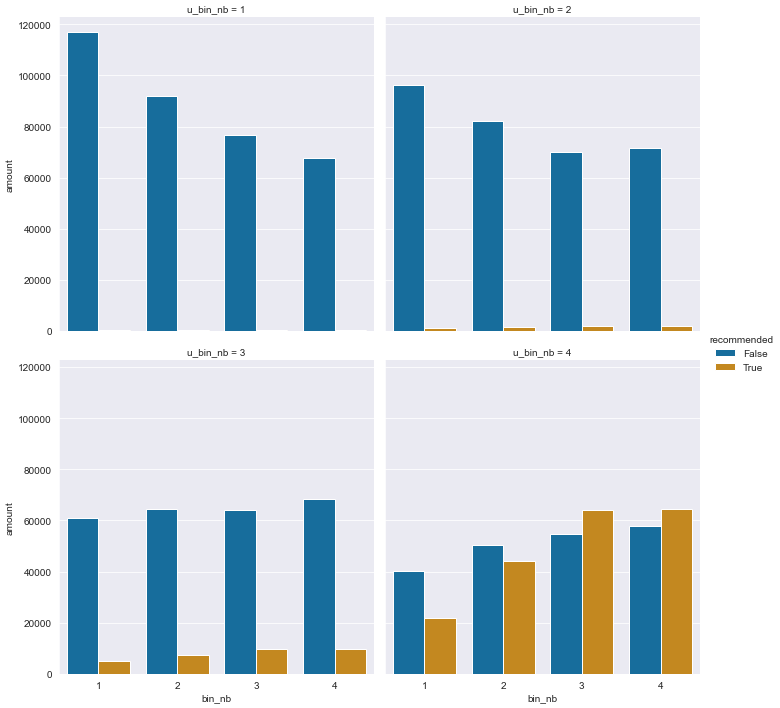 u_bin_nb = 1
u_bin_nb = 2
120000
100000
80000
60000
40000
20000
0
amount
u_bin_nb = 3
u_bin_nb = 4
120000
100000
80000
60000
40000
20000
0
amount
1 2 3 4
bin_nb
1 2 3 4
bin_nb
recommended
False
True